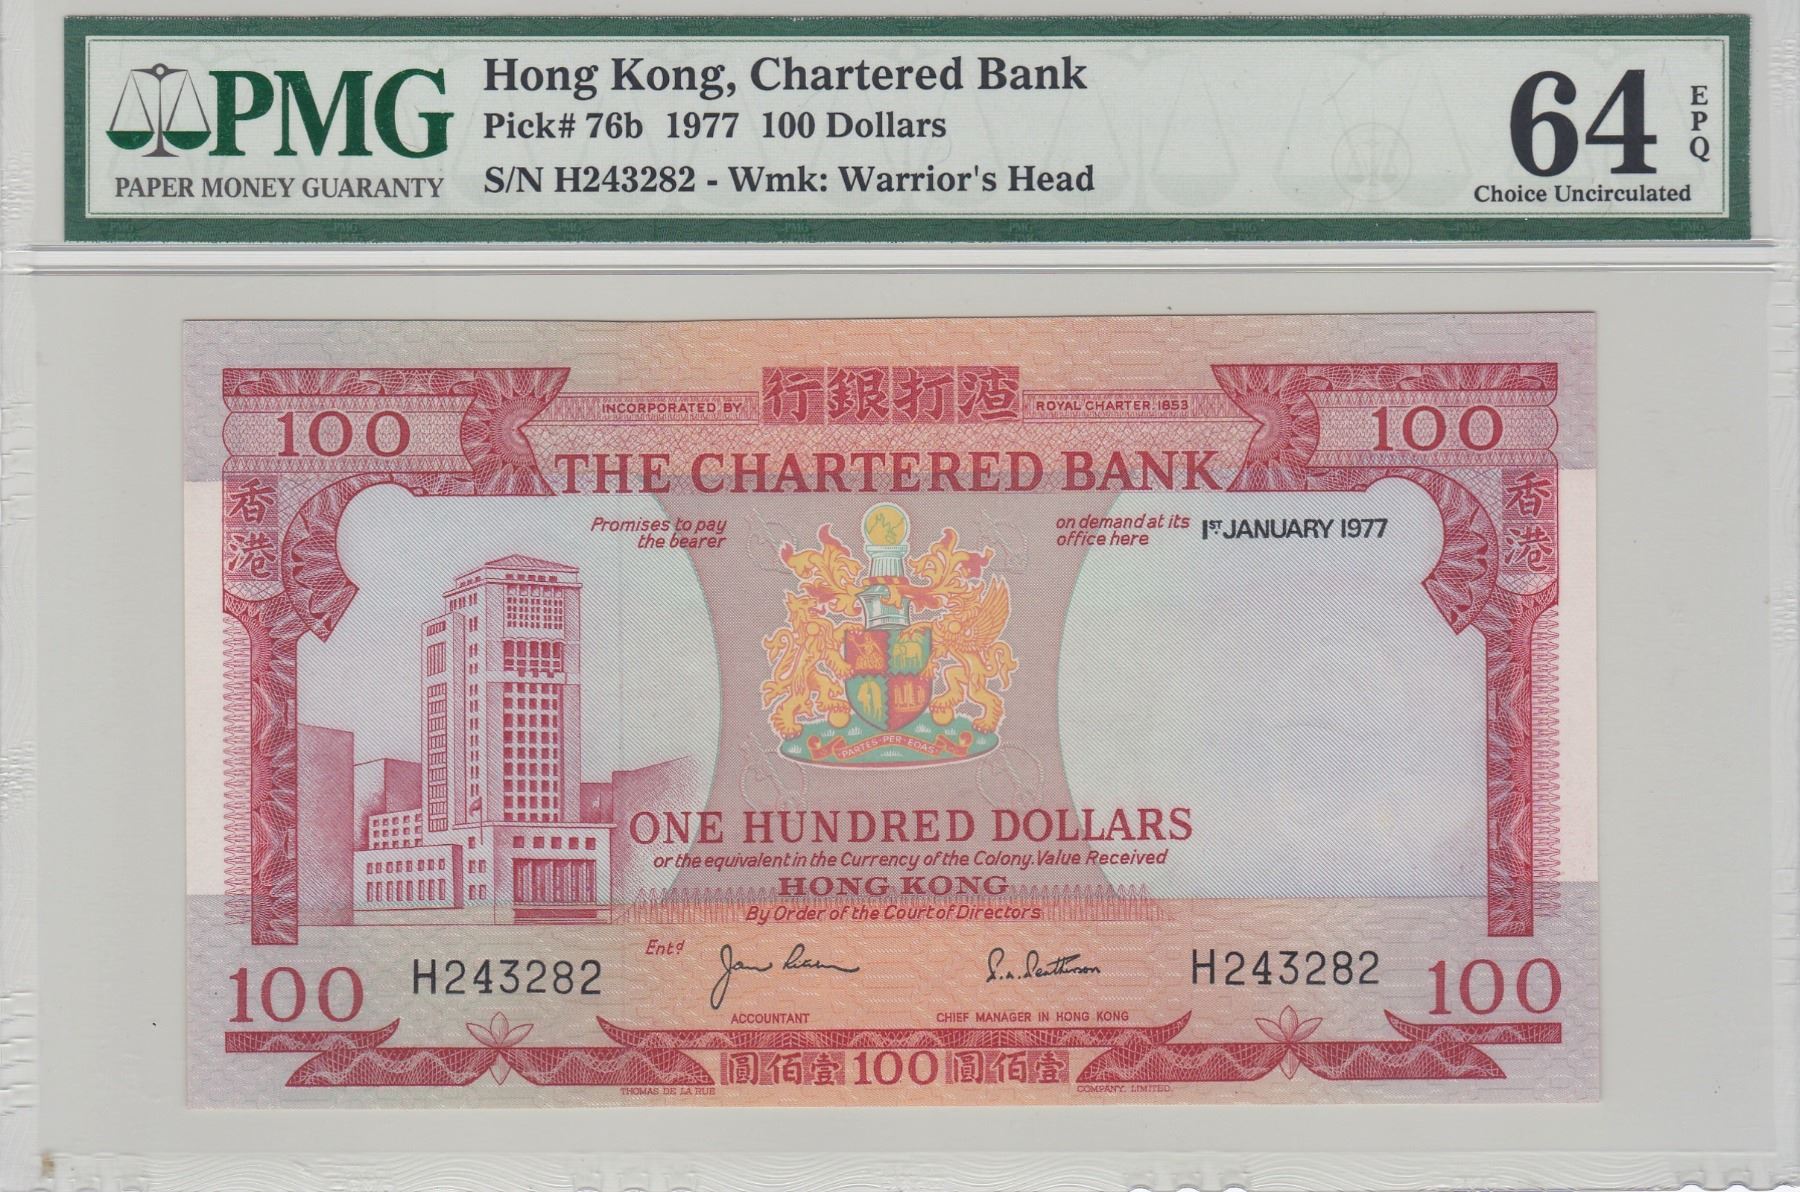 PMG
PAPER MONEY GUARANTY
Hong Kong, Chartered Bank
Pick# 76b 1977 100 Dollars
S/N H243282 - Wmk: Warrior's Head
64
EPQ
Choice Uncirculated
行銀打渣
INCORPORATED BY ROYAL CHARTER.1853
100 100
THE CHARTERED BANK
香港 香港
Promises to pay
the bearer
on demand at its
office here
1ST JANUARY 1977
PARTES·PER·EOAS
ONE HUNDRED DOLLARS
or the equivalent in the Currency of the Colony. Value Received
HONG KONG
By Order of the Court of Directors
Entd
H243282 H243282
100 100
ACCOUNTANT CHIEF MANAGER IN HONG KONG
圓佰壹 100 圓佰壹
THOMAS DE LA RUE COMPANY, LIMITED.